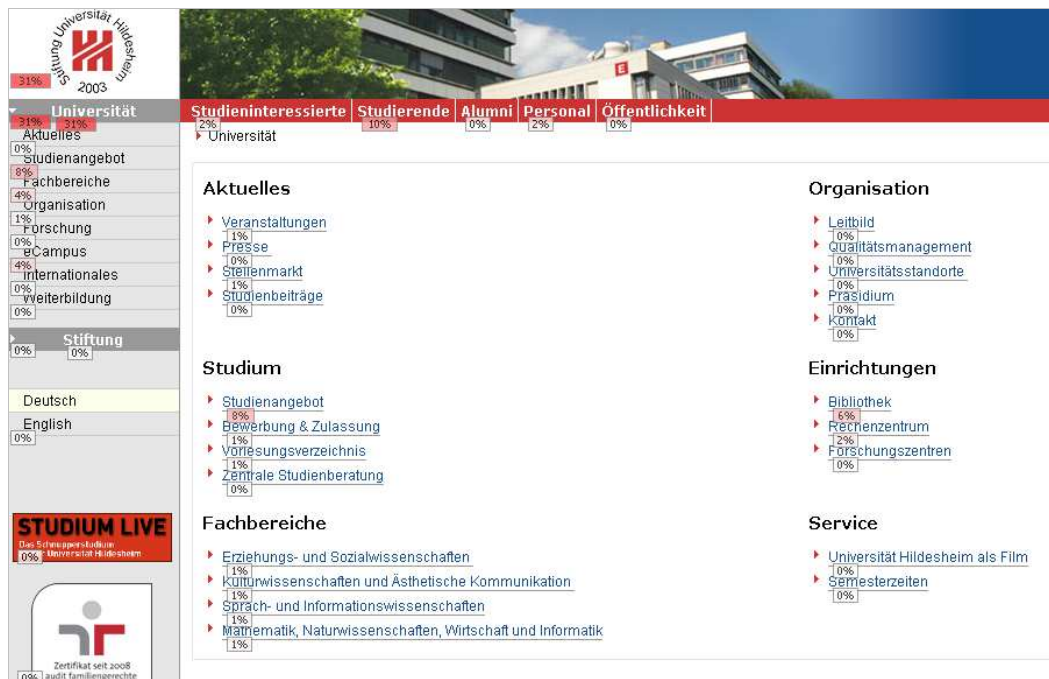 Stiftung Universität Hildesheim
2003
31%
E
Universität
31% 31%
Studieninteressierte Studierende Alumni Personal Öffentlichkeit
2% 10% 0% 2% 0%
Universität
Aktuelles
0%
Studienangebot
8%
Fachbereiche
4%
Organisation
1%
Forschung
0%
eCampus
4%
Internationales
0%
Weiterbildung
0%
Stiftung
0% 0%
Deutsch
English
0%
STUDIUM LIVE
Das Schnupperstudium
Universität Hildesheim
0%
Zertifikat seit 2008
audit familiengerechte
0%
Aktuelles
Veranstaltungen
1%
Presse
0%
Stellenmarkt
1%
Studienbeiträge
0%
Studium
Studienangebot
8%
Bewerbung & Zulassung
1%
Vorlesungsverzeichnis
1%
Zentrale Studienberatung
0%
Fachbereiche
Erziehungs- und Sozialwissenschaften
1%
Kulturwissenschaften und Ästhetische Kommunikation
1%
Sprach- und Informationswissenschaften
1%
Mathematik, Naturwissenschaften, Wirtschaft und Informatik
1%
Organisation
Leitbild
0%
Qualitätsmanagement
0%
Universitätsstandorte
0%
Präsidium
0%
Kontakt
0%
Einrichtungen
Bibliothek
6%
Rechenzentrum
2%
Forschungszentren
0%
Service
Universität Hildesheim als Film
0%
Semesterzeiten
0%